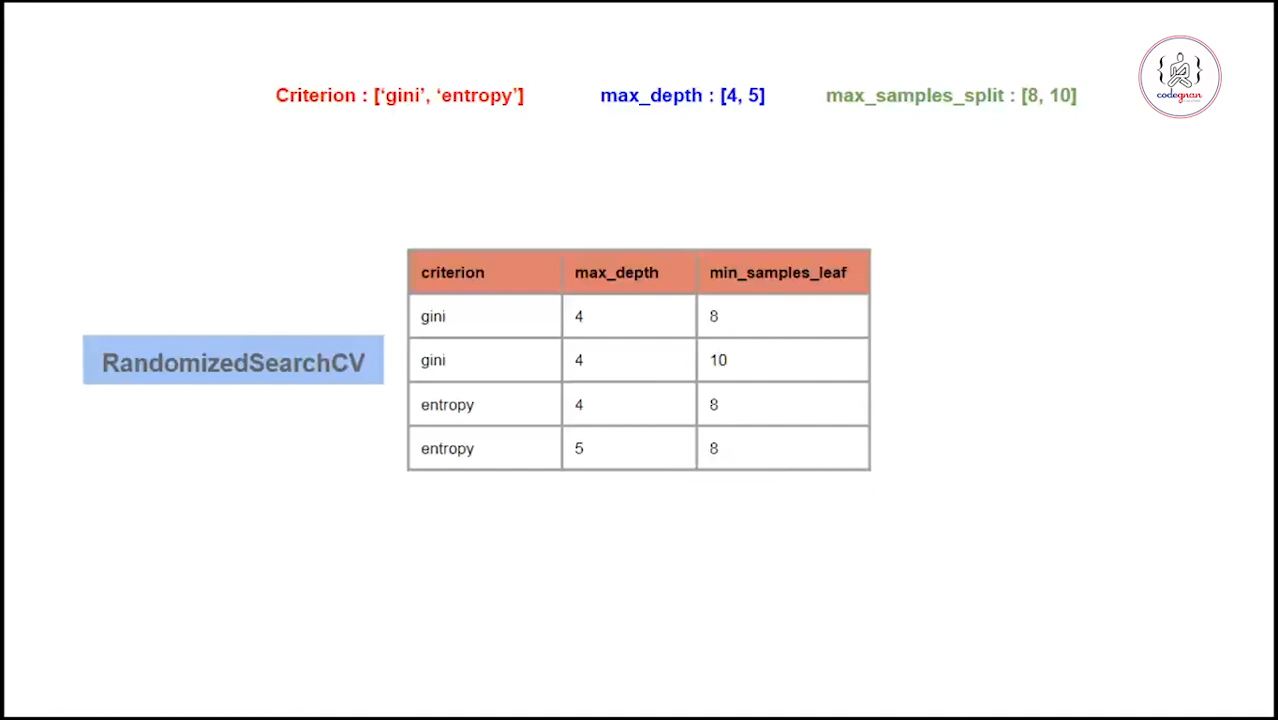 Criterion : [‘gini’, ‘entropy’] max_depth : [4, 5] max_samples_split : [8, 10]
codegnan
criterion max_depth min_samples_leaf
gini 4 8
gini 4 10
RandomizedSearchCV
entropy 4 8
entropy 5 8